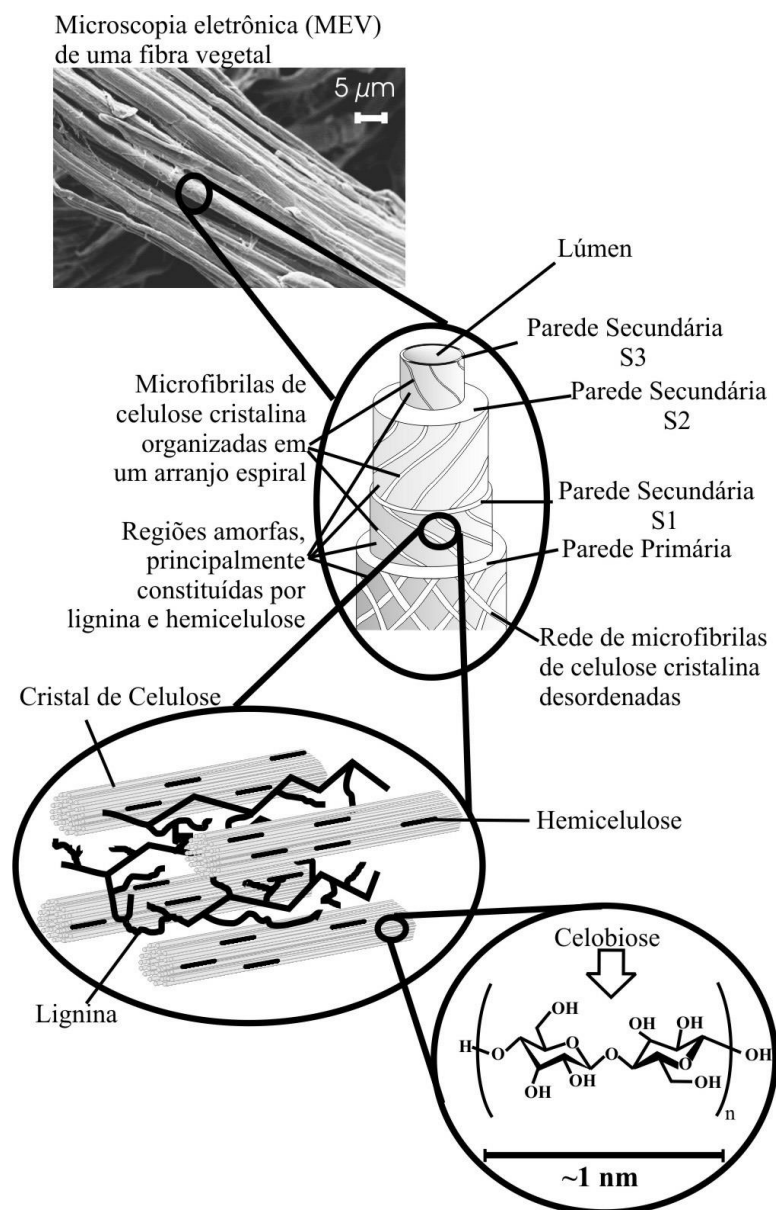 Microscopia eletrônica (MEV)
de uma fibra vegetal
5 µm
Lúmen
Parede Secundária
S3
Parede Secundária
S2
Microfibrilas de
celulose cristalina
organizadas em
um arranjo espiral
Parede Secundária
S1
Parede Primária
Regiões amorfas,
principalmente
constituídas por
lignina e hemicelulose
Rede de microfibrilas
de celulose cristalina
desordenadas
Cristal de Celulose
Hemicelulose
Lignina
Celobiose
OH
OH
OH
H
O
O
O
O
OH
OH
OH
OH
n
~1 nm